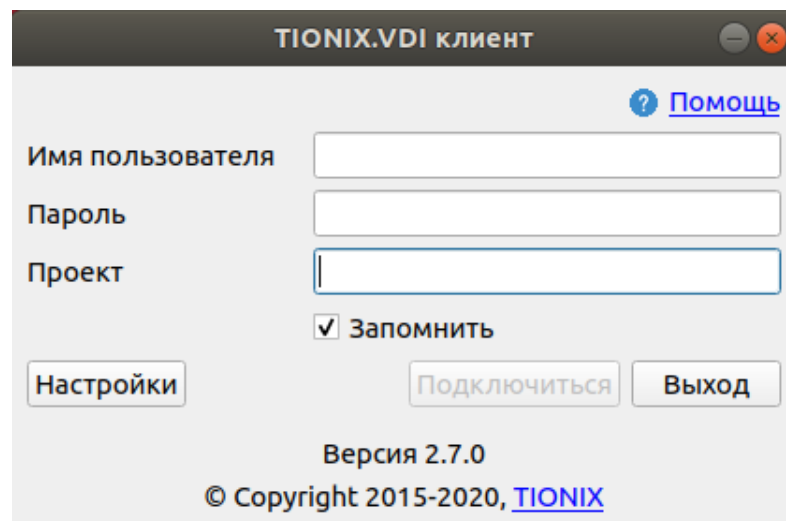 TIONIX.VDI клиент
? Помощь
Имя пользователя
Пароль
Проект
Запомнить
Настройки Подключиться Выход
Версия 2.7.0
© Copyright 2015-2020, TIONIX